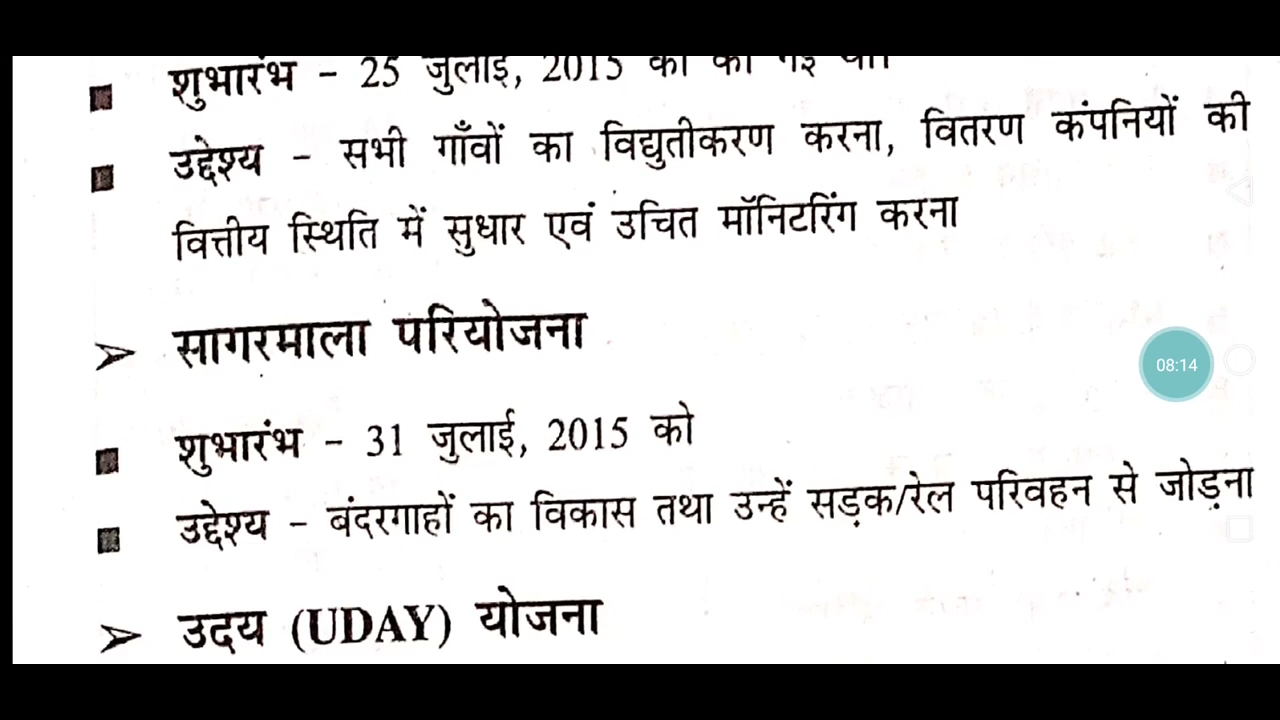 शुभारंभ - 25 जुलाई, 2015 को की गई थी।
उद्देश्य - सभी गाँवों का विद्युतीकरण करना, वितरण कंपनियों की
वित्तीय स्थिति में सुधार एवं उचित मॉनिटरिंग करना
सागरमाला परियोजना
08:14
शुभारंभ - 31 जुलाई, 2015 को
उद्देश्य - बंदरगाहों का विकास तथा उन्हें सड़क/रेल परिवहन से जोड़ना
उदय (UDAY) योजना